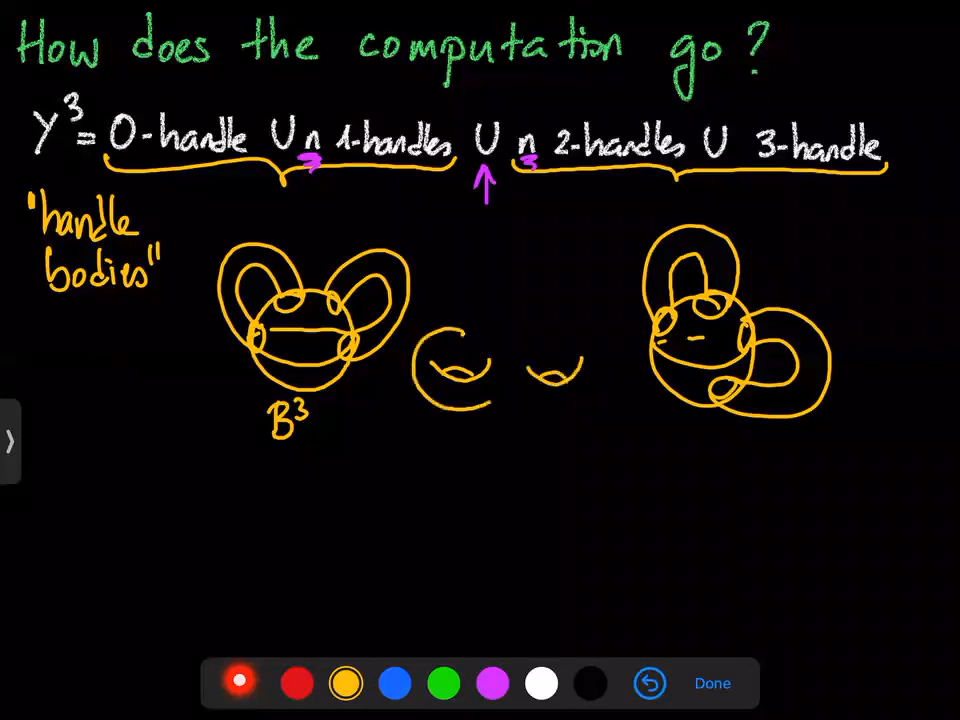 How does the computation go?
Y³ = 0-handle ∪ n 1-handles ∪ n 2-handles ∪ 3-handle
"handle
bodies"
B³
Done